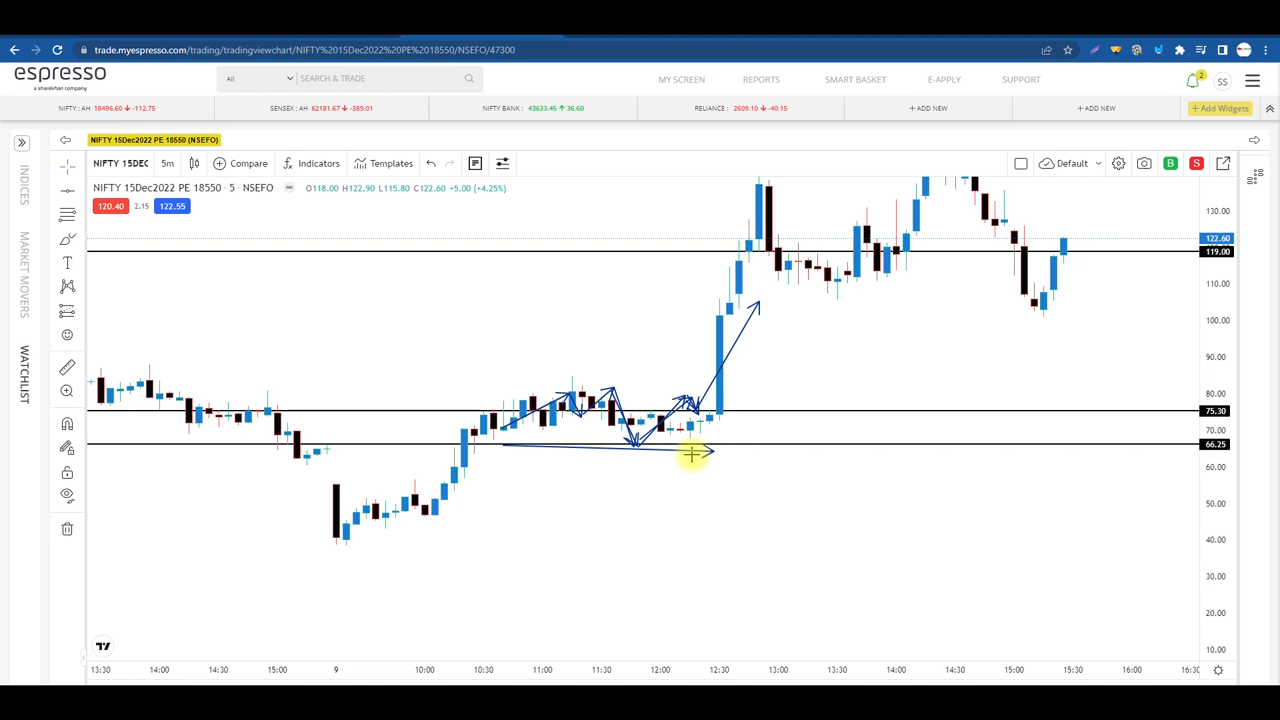 trade.myespresso.com/trading/tradingviewchart/NIFTY%2015Dec2022%20PE%2018550/NSEFO/47300
espresso
a sharekhan company
All SEARCH & TRADE
MY SCREEN REPORTS SMART BASKET E-APPLY SUPPORT
2 SS
NIFTY : AH 18496.60 -112.75 SENSEX : AH 62181.67 -389.01 NIFTY BANK : 43633.45 36.60 RELIANCE : 2609.10 -40.15 + ADD NEW + ADD NEW + Add Widgets
NIFTY 15Dec2022 PE 18550 (NSEFO)
NIFTY 15DEC 5m Compare Indicators Templates Default B S
NIFTY 15Dec2022 PE 18550 · 5 · NSEFO O118.00 H122.90 L115.80 C122.60 +5.00 (+4.25%)
120.40 2.15 122.55
INDICES
MARKET MOVERS
WATCHLIST
130.00
122.60
119.00
110.00
100.00
90.00
80.00
75.30
70.00
66.25
60.00
50.00
40.00
30.00
20.00
10.00
13:30 14:00 14:30 15:00 9 10:00 10:30 11:00 11:30 12:00 12:30 13:00 13:30 14:00 14:30 15:00 15:30 16:00 16:30